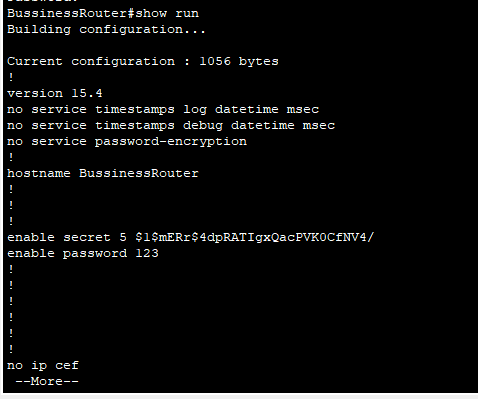 BussinessRouter#show run
Building configuration...
Current configuration : 1056 bytes
!
version 15.4
no service timestamps log datetime msec
no service timestamps debug datetime msec
no service password-encryption
!
hostname BussinessRouter
!
!
!
enable secret 5 $1$mERr$4dpRATIgxQacPVK0CfNV4/
enable password 123
!
!
!
!
!
!
no ip cef
--More--